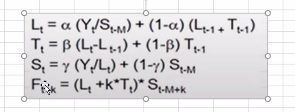 Lt = α (Yt/St-M) + (1-α) (Lt-1 + Tt-1)
Tt = β (Lt-Lt-1) + (1-β) Tt-1
St = γ (Yt/Lt) + (1-γ) St-M
Ft+k = (Lt +k*Tt)* St-M+k